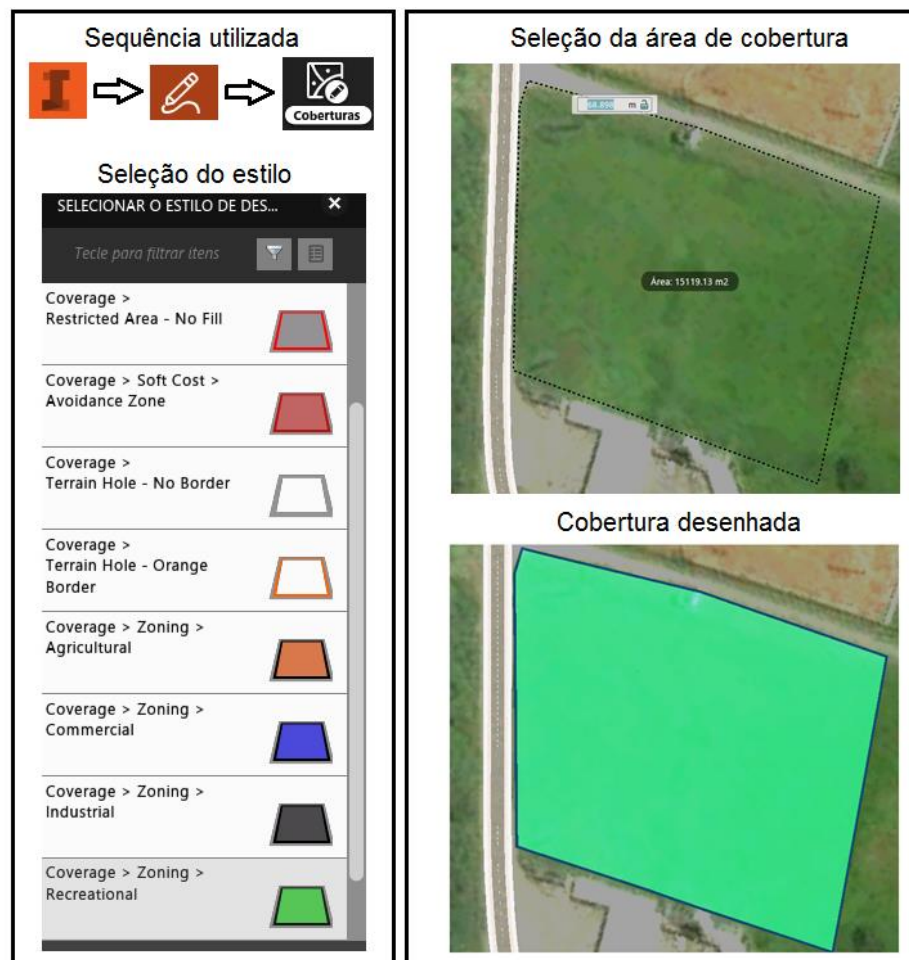 Sequência utilizada
Coberturas
Seleção do estilo
SELECIONAR O ESTILO DE DES...
Tecle para filtrar itens
Coverage >
Restricted Area - No Fill
Coverage > Soft Cost >
Avoidance Zone
Coverage >
Terrain Hole - No Border
Coverage >
Terrain Hole - Orange
Border
Coverage > Zoning >
Agricultural
Coverage > Zoning >
Commercial
Coverage > Zoning >
Industrial
Coverage > Zoning >
Recreational
Seleção da área de cobertura
m
Área: 15119.13 m2
Cobertura desenhada